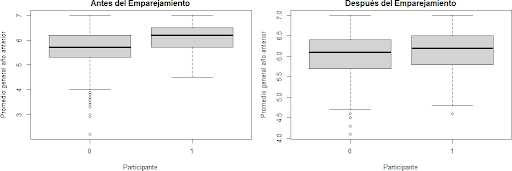 Antes del Emparejamiento
Promedio general año anterior
7
6
5
4
3
0
1
Participante
Después del Emparejamiento
Promedio general año anterior
7.0
6.5
6.0
5.5
5.0
4.5
4.0
0
1
Participante